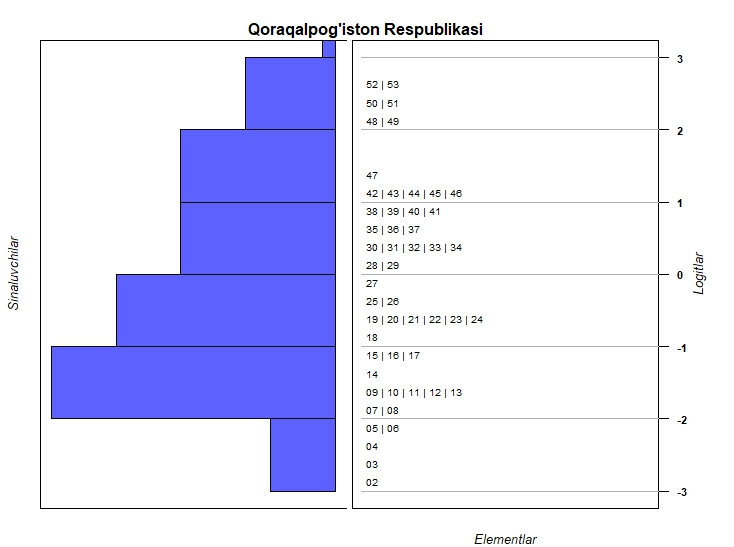 Qoraqalpog'iston Respublikasi
3
52 | 53
50 | 51
48 | 49
2
47
42 | 43 | 44 | 45 | 46
1
38 | 39 | 40 | 41
35 | 36 | 37
Sinaluvchilar
30 | 31 | 32 | 33 | 34
Logitlar
28 | 29
0
27
25 | 26
19 | 20 | 21 | 22 | 23 | 24
18
-1
15 | 16 | 17
14
09 | 10 | 11 | 12 | 13
07 | 08
-2
05 | 06
04
03
02
-3
Elementlar